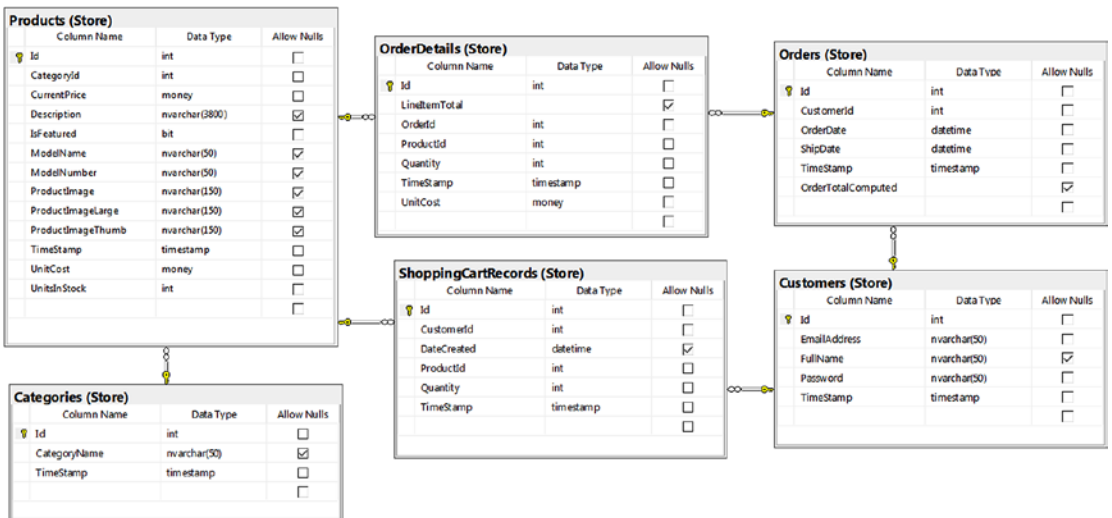 Products (Store)
Column Name Data Type Allow Nulls
Id int
CategoryId int
CurrentPrice money
Description nvarchar(3800)
IsFeatured bit
ModelName nvarchar(50)
ModelNumber nvarchar(50)
ProductImage nvarchar(150)
ProductImageLarge nvarchar(150)
ProductImageThumb nvarchar(150)
TimeStamp timestamp
UnitCost money
UnitsInStock int
OrderDetails (Store)
Column Name Data Type Allow Nulls
Id int
LineItemTotal
OrderId int
ProductId int
Quantity int
TimeStamp timestamp
UnitCost money
Orders (Store)
Column Name Data Type Allow Nulls
Id int
CustomerId int
OrderDate datetime
ShipDate datetime
TimeStamp timestamp
OrderTotalComputed
ShoppingCartRecords (Store)
Column Name Data Type Allow Nulls
Id int
CustomerId int
DateCreated datetime
ProductId int
Quantity int
TimeStamp timestamp
Customers (Store)
Column Name Data Type Allow Nulls
Id int
EmailAddress nvarchar(50)
FullName nvarchar(50)
Password nvarchar(50)
TimeStamp timestamp
Categories (Store)
Column Name Data Type Allow Nulls
Id int
CategoryName nvarchar(50)
TimeStamp timestamp